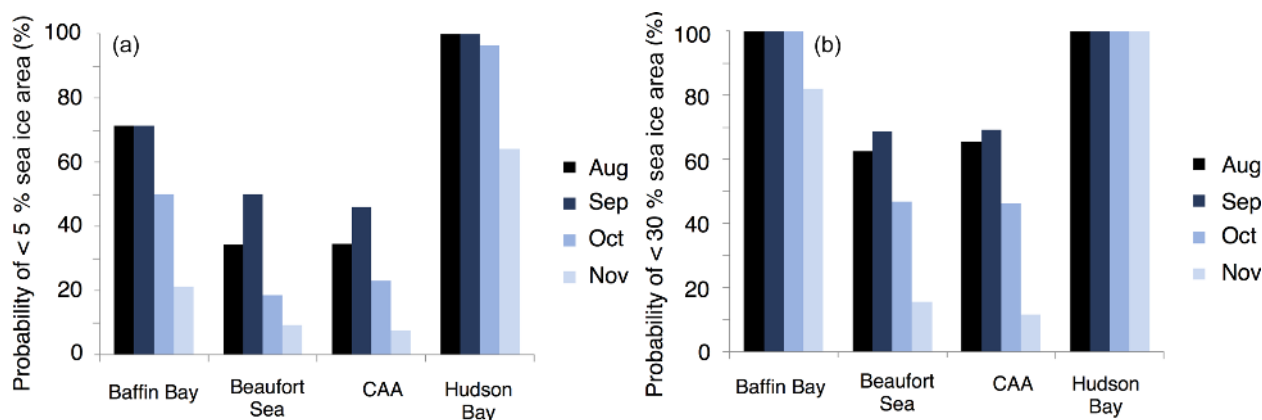 Probability of < 5 % sea ice area (%)
(a)
100
80
60
40
20
0
Baffin Bay
Beaufort
Sea
CAA
Hudson
Bay
Aug
Sep
Oct
Nov
Probability of < 30 % sea ice area (%)
(b)
100
80
60
40
20
0
Baffin Bay
Beaufort
Sea
CAA
Hudson
Bay
Aug
Sep
Oct
Nov